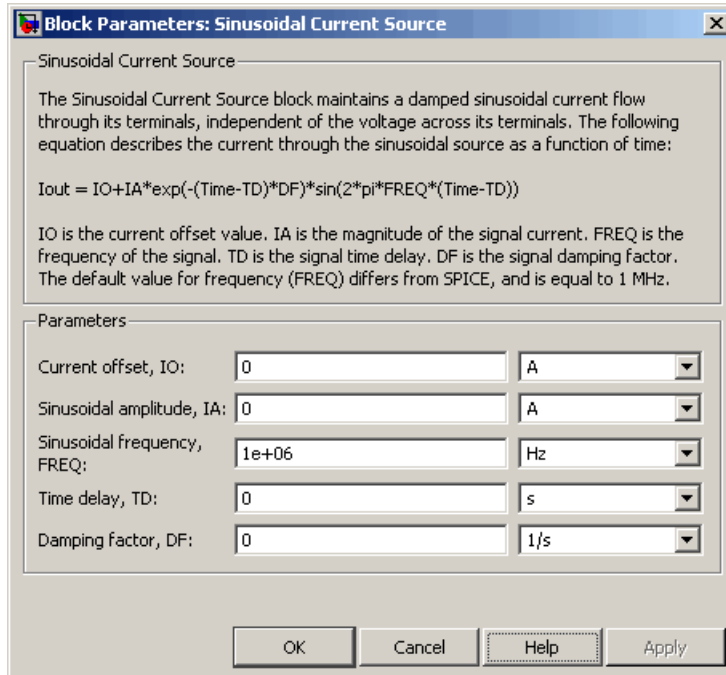 Block Parameters: Sinusoidal Current Source
Sinusoidal Current Source
The Sinusoidal Current Source block maintains a damped sinusoidal current flow
through its terminals, independent of the voltage across its terminals. The following
equation describes the current through the sinusoidal source as a function of time:
Iout = IO+IA*exp(-(Time-TD)*DF)*sin(2*pi*FREQ*(Time-TD))
IO is the current offset value. IA is the magnitude of the signal current. FREQ is the
frequency of the signal. TD is the signal time delay. DF is the signal damping factor.
The default value for frequency (FREQ) differs from SPICE, and is equal to 1 MHz.
Parameters
Current offset, IO: 0 A
Sinusoidal amplitude, IA: 0 A
Sinusoidal frequency,
FREQ: 1e+06 Hz
Time delay, TD: 0 s
Damping factor, DF: 0 1/s
OK Cancel Help Apply